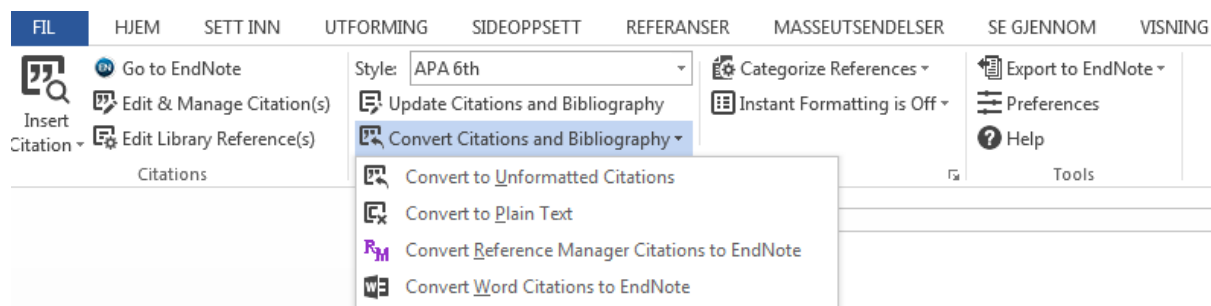 FIL HJEM SETT INN UTFORMING SIDEOPPSETT REFERANSER MASSEUTSENDELSER SE GJENNOM VISNING
Insert
Citation
Go to EndNote
Edit & Manage Citation(s)
Edit Library Reference(s)
Citations
Style: APA 6th
Update Citations and Bibliography
Convert Citations and Bibliography
Convert to Unformatted Citations
Convert to Plain Text
Convert Reference Manager Citations to EndNote
Convert Word Citations to EndNote
Categorize References
Instant Formatting is Off
Export to EndNote
Preferences
Help
Tools